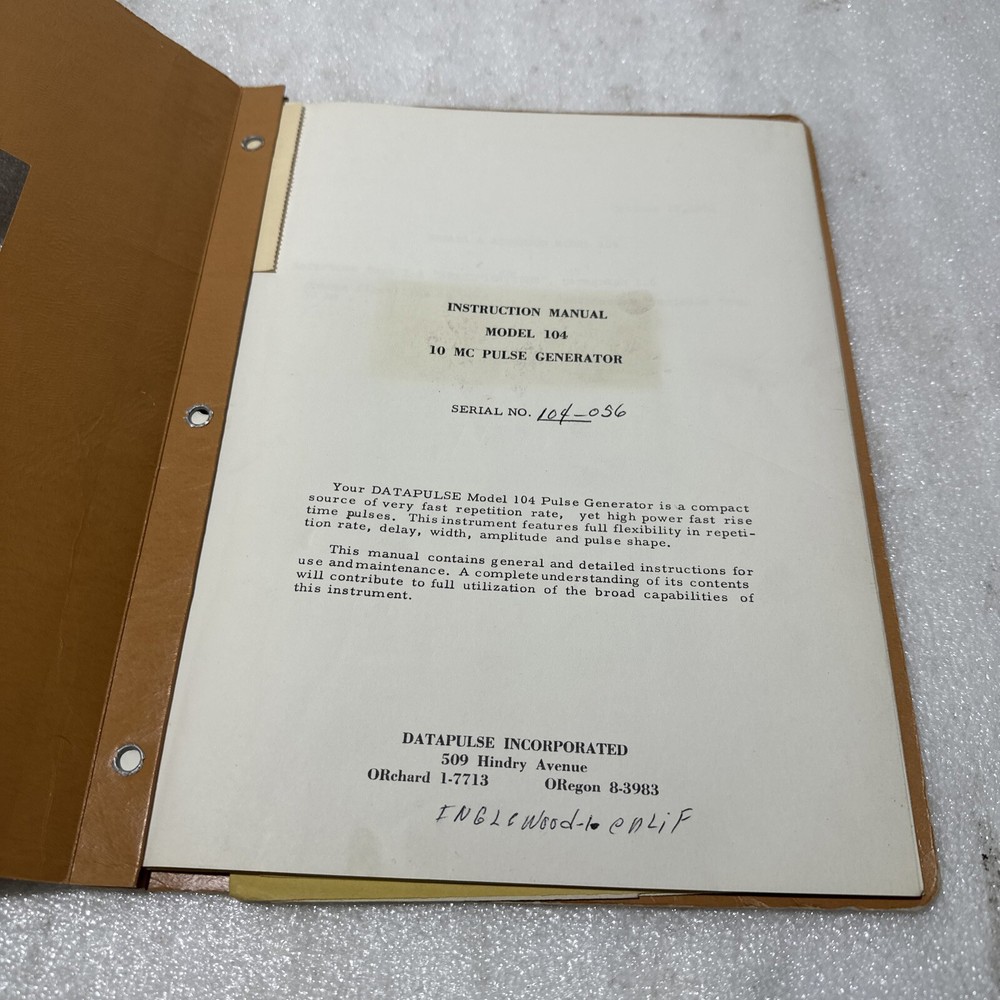 INSTRUCTION MANUAL
MODEL 104
10 MC PULSE GENERATOR
SERIAL NO. 104-056
Your DATAPULSE Model 104 Pulse Generator is a compact
source of very fast repetition rate, yet high power fast rise
time pulses. This instrument features full flexibility in repeti-
tion rate, delay, width, amplitude and pulse shape.
This manual contains general and detailed instructions for
use and maintenance. A complete understanding of its contents
will contribute to full utilization of the broad capabilities of
this instrument.
DATAPULSE INCORPORATED
509 Hindry Avenue
ORchard 1-7713 ORegon 8-3983
INGLEWood-1. CALiF